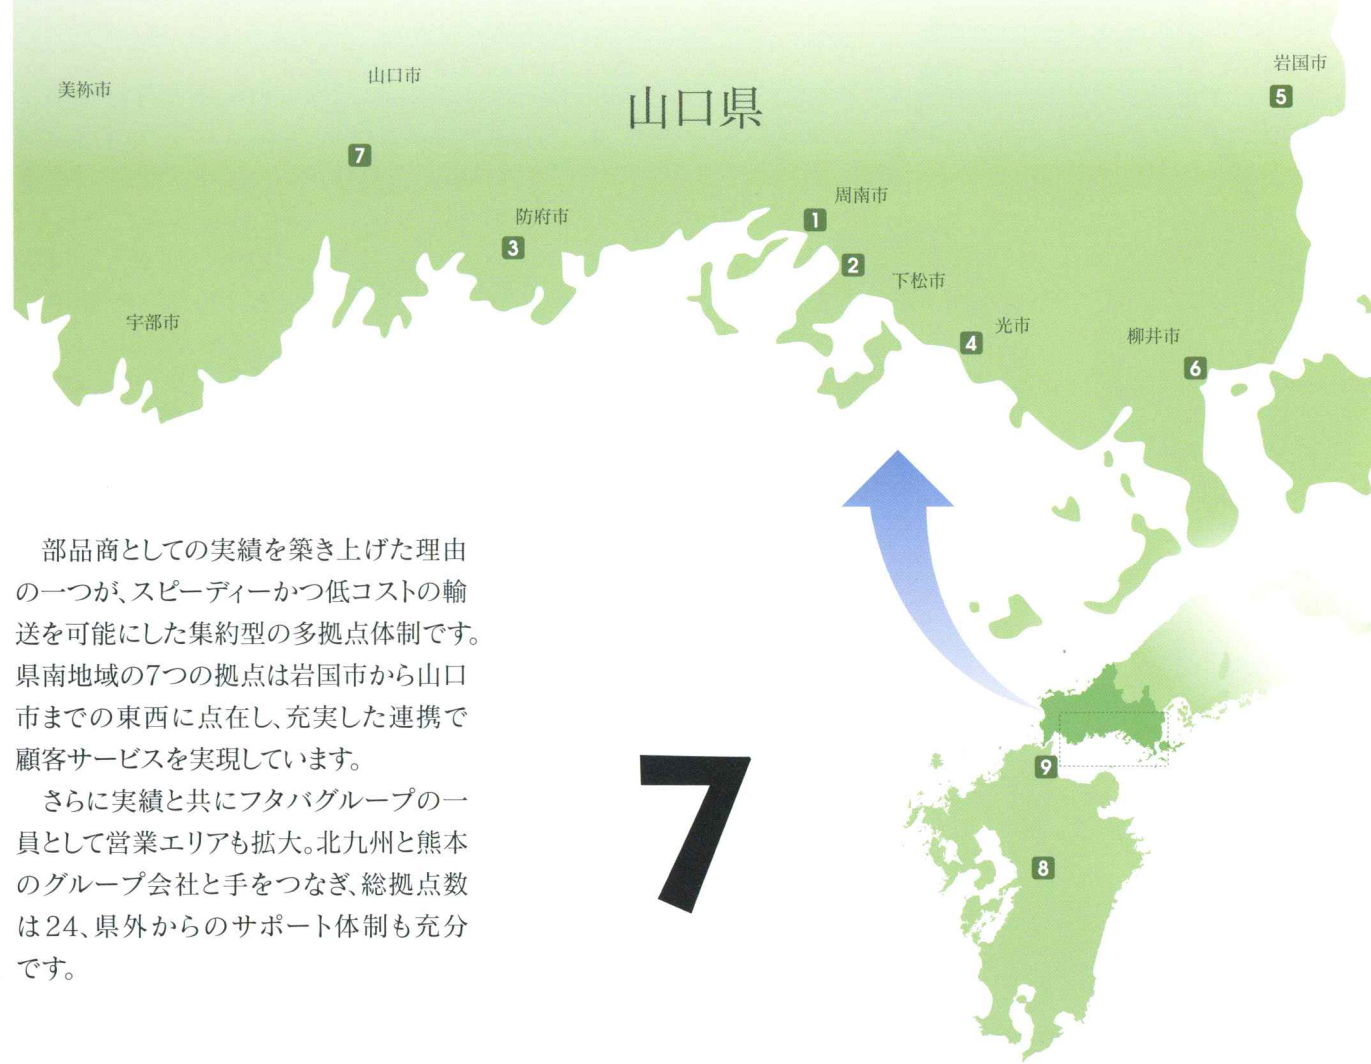 山口県
美祢市
山口市
岩国市
5
7
周南市
1
防府市
3
2
下松市
宇部市
光市
4
柳井市
6
部品商としての実績を築き上げた理由
の一つが、スピーディーかつ低コストの輸
送を可能にした集約型の多拠点体制です。
県南地域の7つの拠点は岩国市から山口
市までの東西に点在し、充実した連携で
顧客サービスを実現しています。
さらに実績と共にフタバグループの一
員として営業エリアも拡大。北九州と熊本
のグループ会社と手をつなぎ、総拠点数
は24、県外からのサポート体制も充分
です。
7
9
8